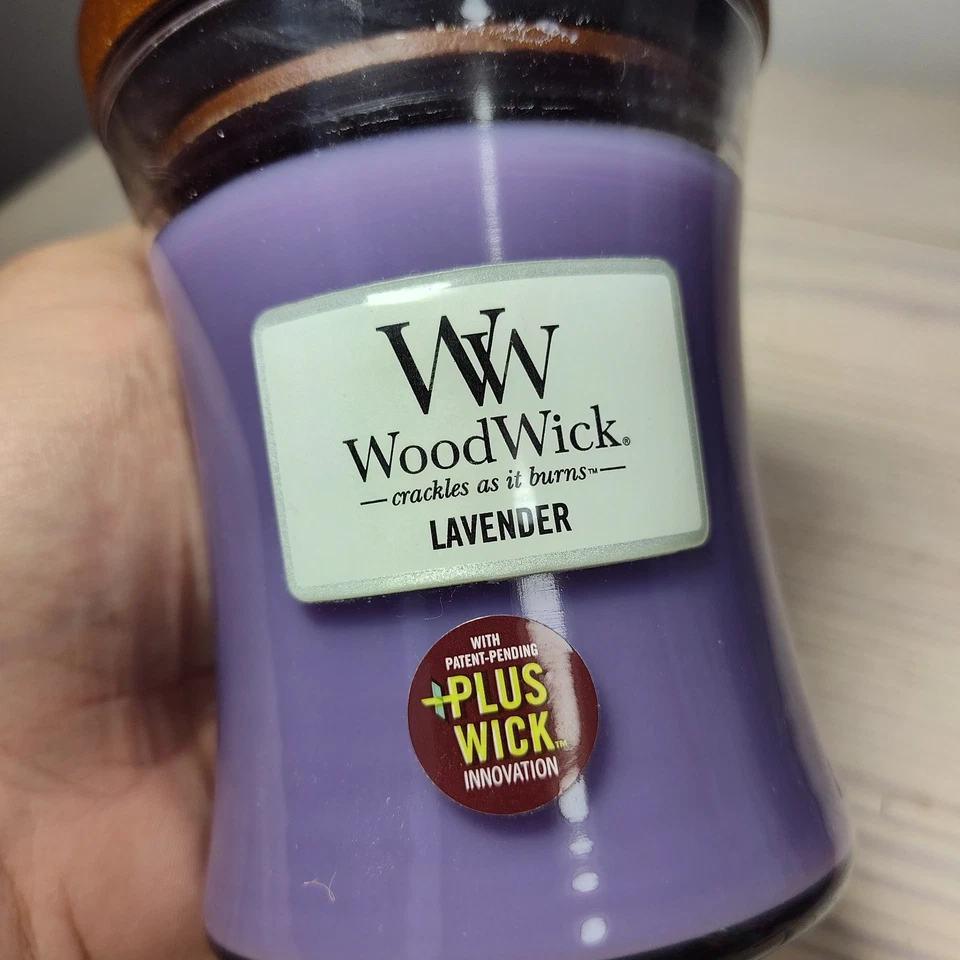 WW
WoodWick®
crackles as it burns™
LAVENDER
WITH
PATENT-PENDING
+PLUS
WICK™
INNOVATION